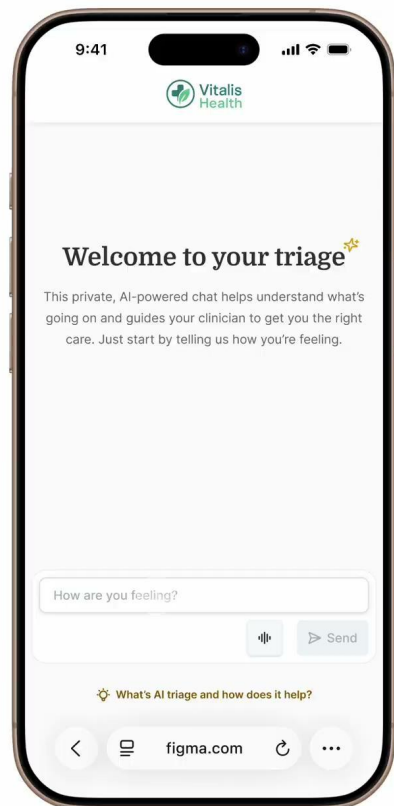 9:41
Vitalis
Health
Welcome to your triage
This private, AI-powered chat helps understand what's
going on and guides your clinician to get you the right
care. Just start by telling us how you're feeling.
How are you feeling?
Send
What's AI triage and how does it help?
figma.com